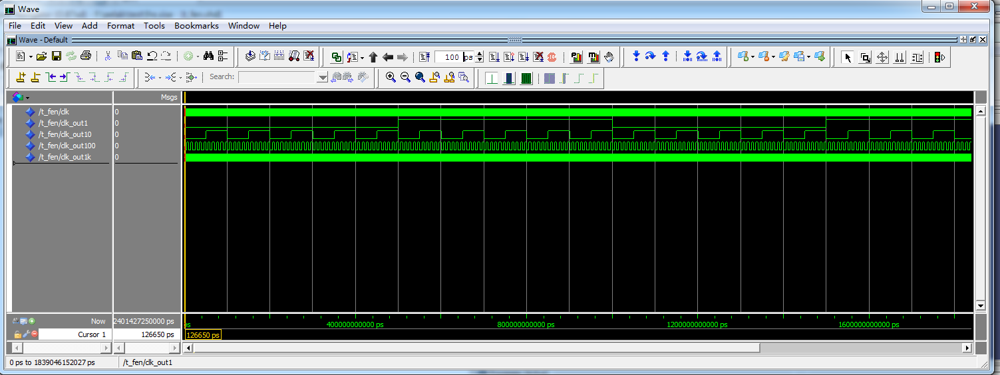 Wave
File Edit View Add Format Tools Bookmarks Window Help
Wave - Default
100 ps
Search:
Msgs
/t_fen/clk 0
/t_fen/clk_out1 0
/t_fen/clk_out10 0
/t_fen/clk_out100 0
/t_fen/clk_out1k 0
Now 2401427250000 ps
ps 400000000000 ps 800000000000 ps 1200000000000 ps 1600000000000 ps
Cursor 1 126650 ps 126650 ps
0 ps to 1839046152027 ps /t_fen/clk_out1